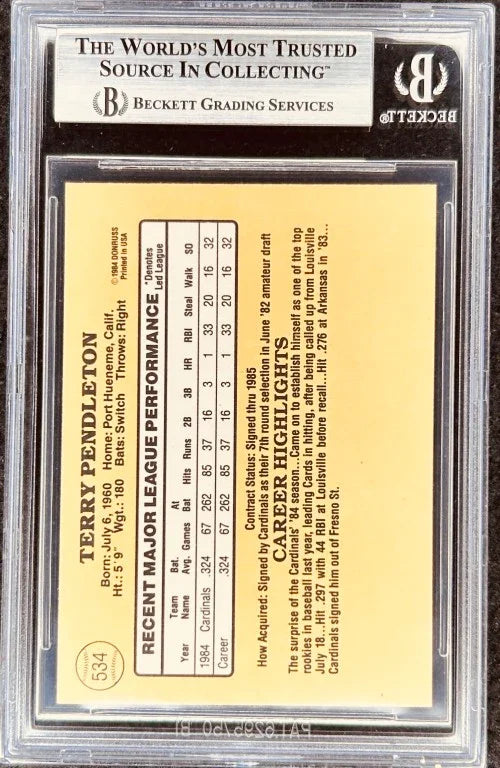 THE WORLD'S MOST TRUSTED
SOURCE IN COLLECTING™
B BECKETT GRADING SERVICES
B
BECKETT®
534
TERRY PENDLETON
© 1984 DONRUSS
Printed in USA
Born: July 6, 1960 Home: Port Hueneme, Calif.
Ht.: 5'9" Wgt.: 180 Bats: Switch Throws: Right
RECENT MAJOR LEAGUE PERFORMANCE
*Denotes
Led League
Year Team Name Bat. Avg. Games At Bat Hits Runs 2B 3B HR RBI Steal Walk SO
1984 Cardinals .324 67 262 85 37 16 3 1 33 20 16 32
Career .324 67 262 85 37 16 3 1 33 20 16 32
Contract Status: Signed thru 1985
How Acquired: Signed by Cardinals as their 7th round selection in June '82 amateur draft
CAREER HIGHLIGHTS
The surprise of the Cardinals' '84 season...Came on to establish himself as one of the top
rookies in baseball last year, leading Cards in hitting, after being called up from Louisville
July 18...Hit .297 with 44 RBI at Louisville before recall...Hit .276 at Arkansas in '83...
Cardinals signed him out of Fresno St.